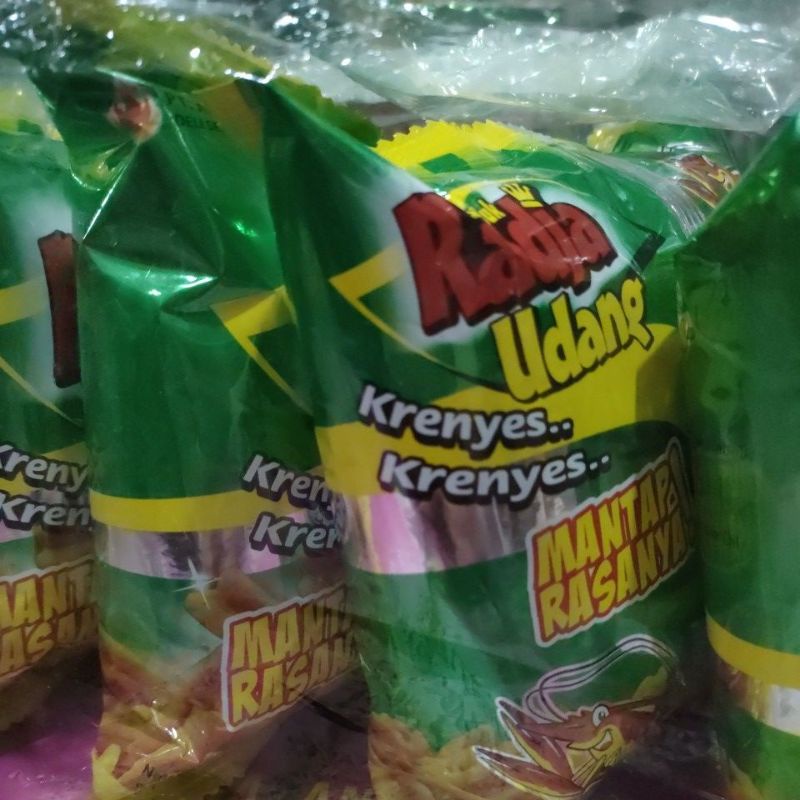 Radja
Udang
Krenyes..
Krenyes..
MANTAP
RASANYA